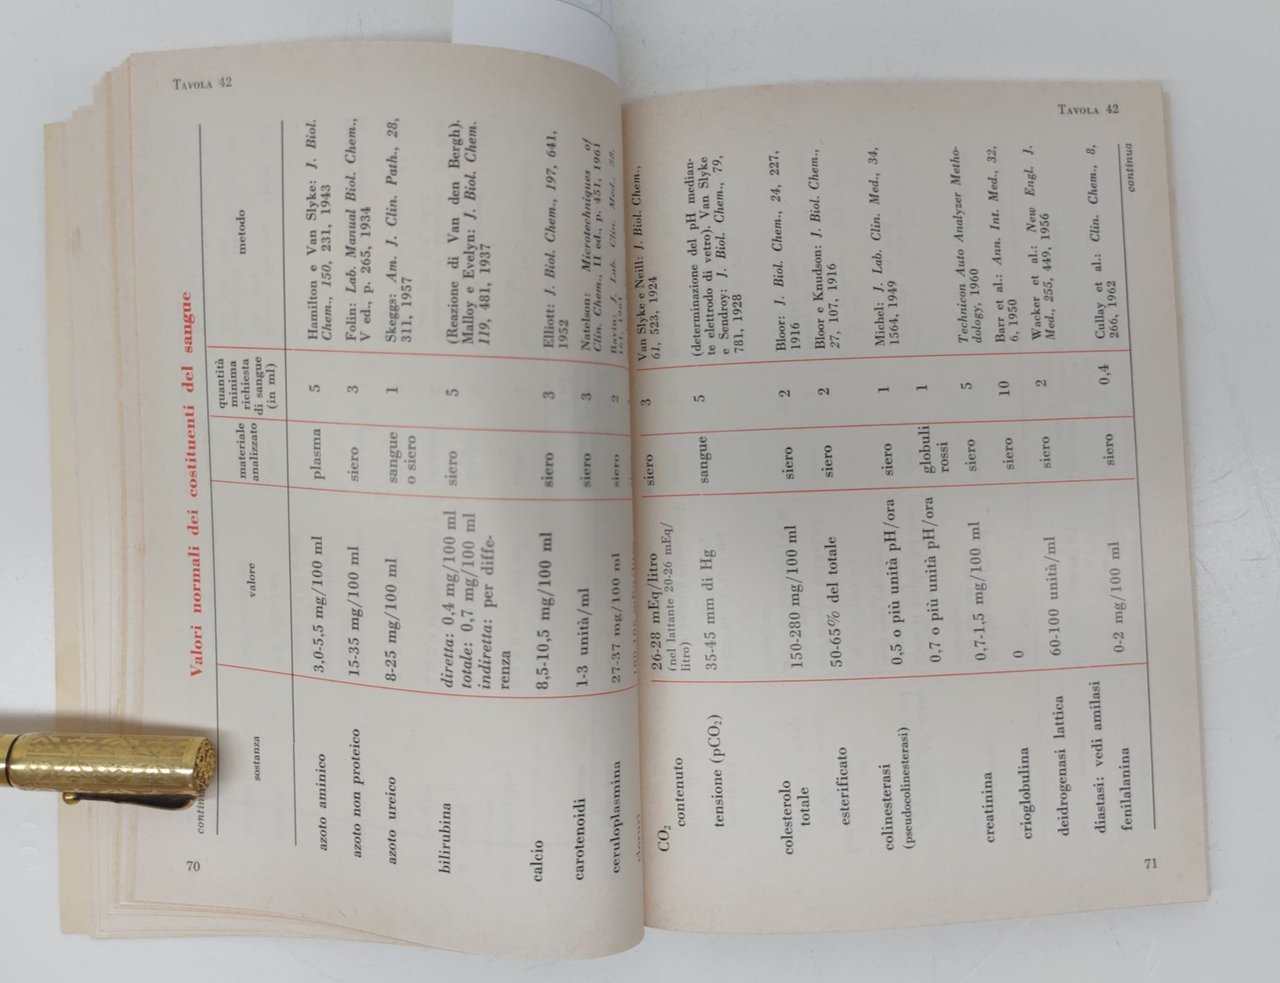 TAVOLA 42
Valori normali dei costituenti del sangue
sostanza
valore
materiale
analizzato
quantità
minima
richiesta
di sangue
(in ml)
metodo
azoto aminico
3,0-5,5 mg/100 ml
plasma
5
Hamilton e Van Slyke: J. Biol.
Chem., 150, 231, 1943
azoto non proteico
15-35 mg/100 ml
siero
3
Folin: Lab. Manual Biol. Chem.,
V ed., p. 265, 1934
azoto ureico
8-25 mg/100 ml
sangue
o siero
1
Skeggs: Am. J. Clin. Path., 28,
311, 1957
bilirubina
diretta: 0,4 mg/100 ml
totale: 0,7 mg/100 ml
indiretta: per diffe-
renza
siero
5
(Reazione di Van den Bergh).
Malloy e Evelyn: J. Biol. Chem.
119, 481, 1937
calcio
8,5-10,5 mg/100 ml
siero
3
Elliott: J. Biol. Chem., 197, 641,
1952
carotenoidi
1-3 unità/ml
siero
3
Natelson: Microtechniques of
Clin. Chem., II ed., p. 451, 1961
ceruloplasmina
27-37 mg/100 ml
siero
2
J. Lab. Clin. Med.,
70
TAVOLA 42
CO2
contenuto
26-28 mEq/litro
(nel lattante 20-26 mEq/
litro)
siero
3
Van Slyke e Neill: J. Biol. Chem.,
61, 523, 1924
tensione (pCO2)
35-45 mm di Hg
sangue
5
(determinazione del pH median-
te elettrodo di vetro). Van Slyke
e Sendroy: J. Biol. Chem., 79,
781, 1928
colesterolo
totale
150-280 mg/100 ml
siero
2
Bloor: J. Biol. Chem., 24, 227,
1916
esterificato
50-65% del totale
siero
2
Bloor e Knudson: J. Biol. Chem.,
27, 107, 1916
colinesterasi
(pseudocolinesterasi)
0,5 o più unità pH/ora
siero
1
Michel: J. Lab. Clin. Med., 34,
1564, 1949
0,7 o più unità pH/ora
globuli
rossi
1
creatinina
0,7-1,5 mg/100 ml
siero
5
Technicon Auto Analyzer Metho-
dology, 1960
crioglobulina
0
siero
10
Barr et al.: Ann. Int. Med., 32,
6, 1950
deidrogenasi lattica
60-100 unità/ml
siero
2
Wacker et al.: New Engl. J.
Med., 255, 449, 1956
diastasi: vedi amilasi
fenilalanina
0-2 mg/100 ml
siero
0,4
Cullay et al.: Clin. Chem., 8,
266, 1962
continua
71